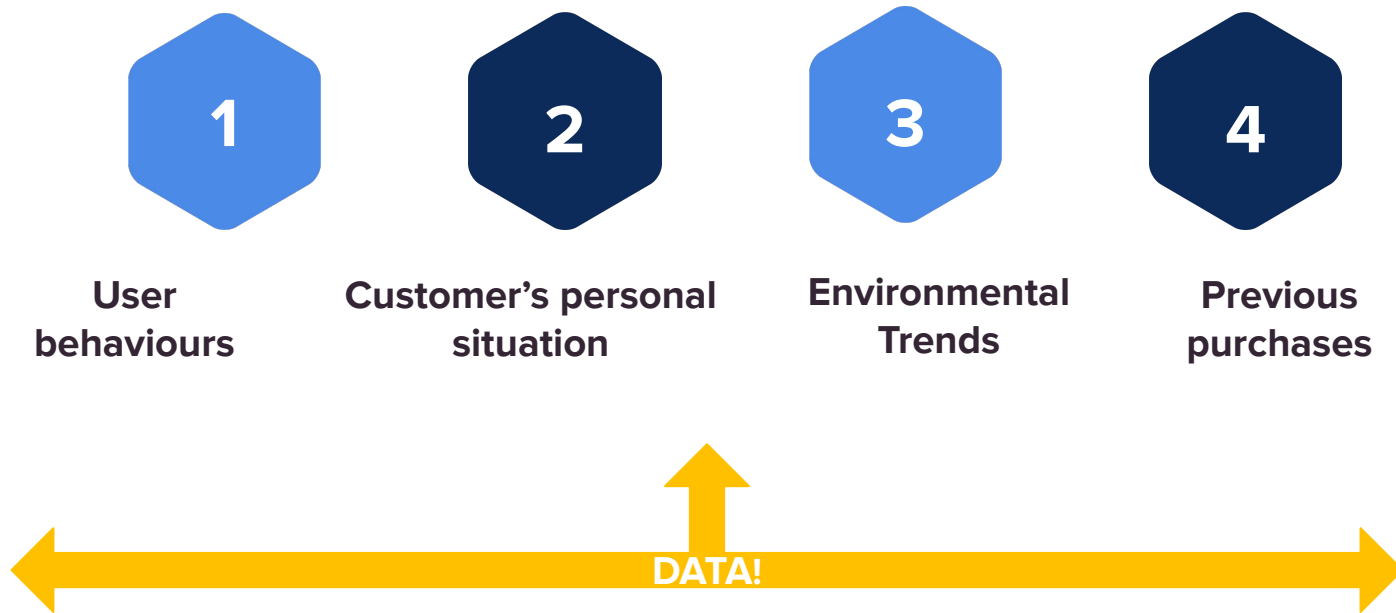 1
2
3
4
User
behaviours
Customer’s personal
situation
Environmental
Trends
Previous
purchases
DATA!